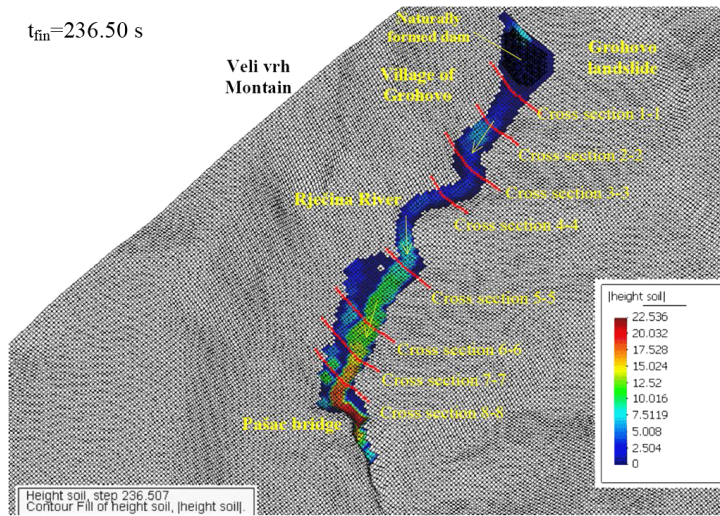 t_fin=236.50 s
Naturally
formed dam
Grohovo
landslide
Veli vrh
Montain
Village of
Grohovo
Cross section 1-1
Cross section 2-2
Cross section 3-3
Rječina River
Cross section 4-4
Cross section 5-5
Cross section 6-6
Cross section 7-7
Cross section 8-8
Pašac bridge
|height soil|
22.536
20.032
17.528
15.024
12.52
10.016
7.5119
5.008
2.504
0
Height soil, step 236.507
Contour Fill of height soil, |height soil|.